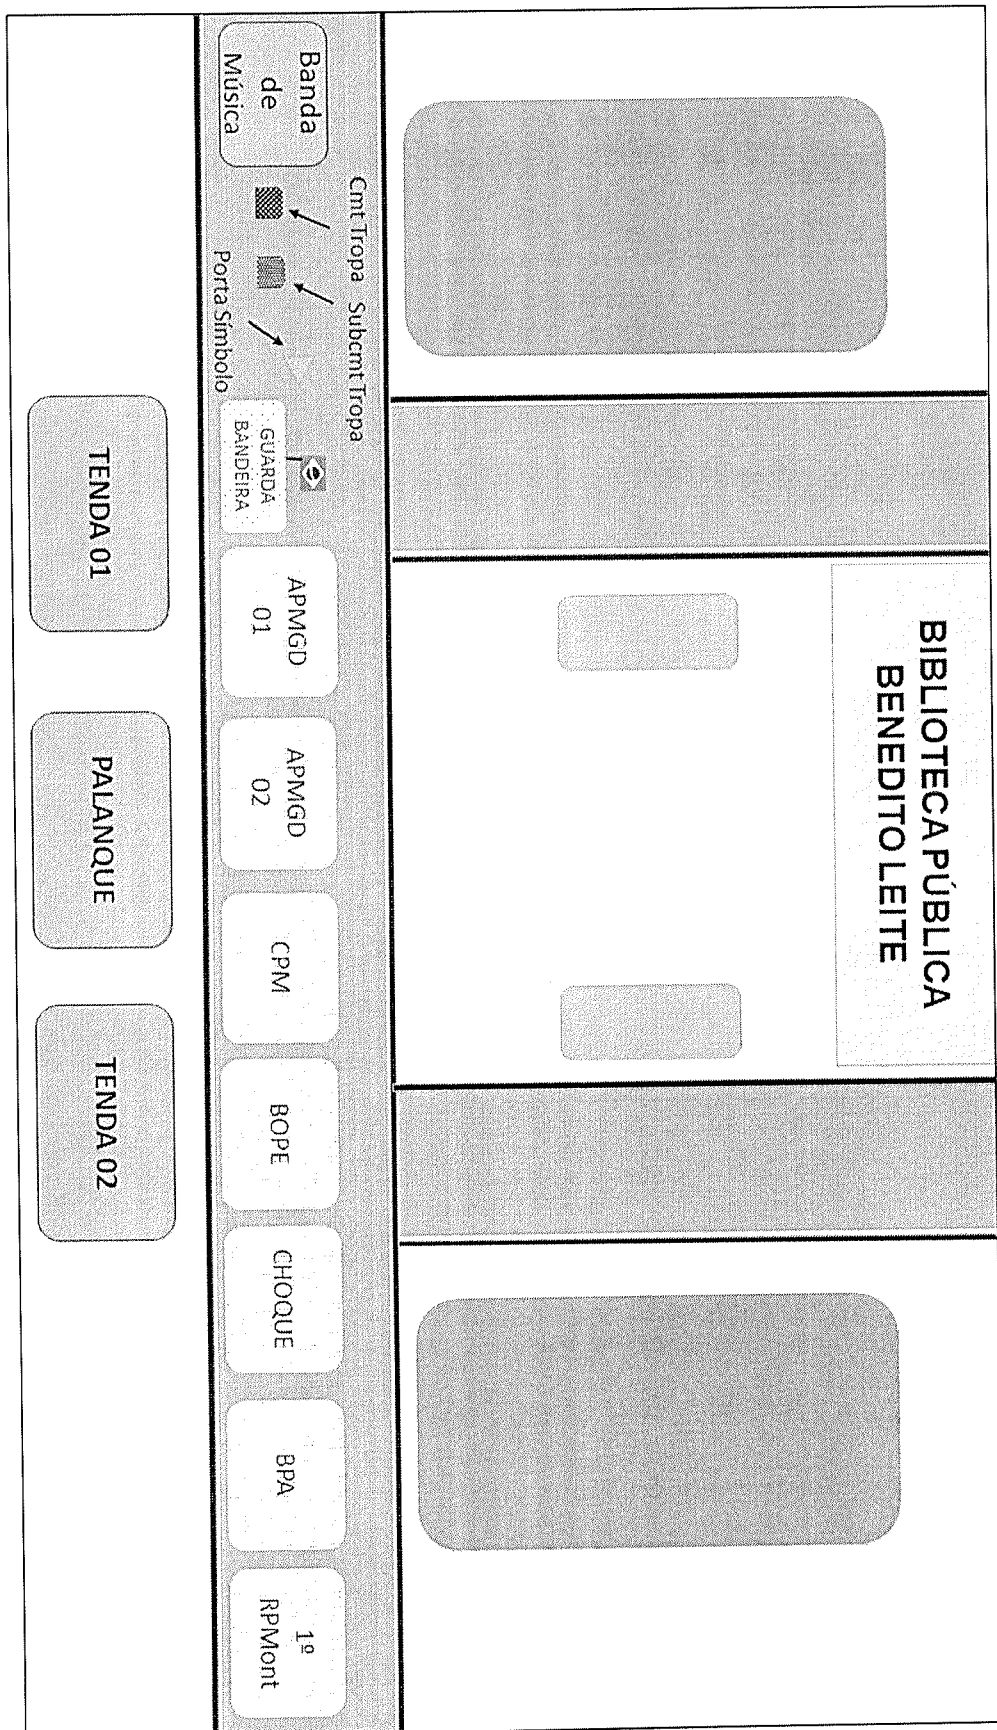 BIBLIOTECA PÚBLICA
BENEDITO LEITE
Cmt Tropa
Subcmt Tropa
Banda
de
Música
Porta Símbolo
GUARDA
BANDEIRA
APMGD
01
APMGD
02
CPM
BOPE
CHOQUE
BPA
1º
RPMont
TENDA 01
PALANQUE
TENDA 02